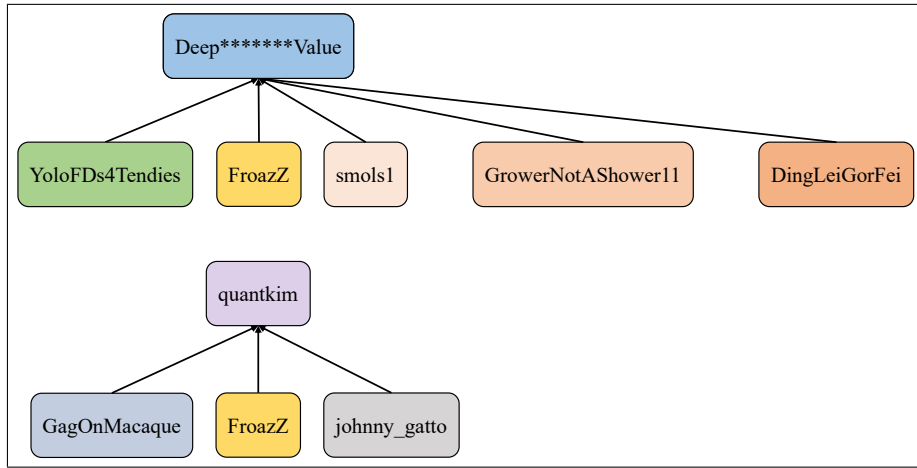 Deep*******Value
YoloFDs4Tendies
FroazZ
smols1
GrowerNotAShower11
DingLeiGorFei
quantkim
GagOnMacaque
FroazZ
johnny_gatto